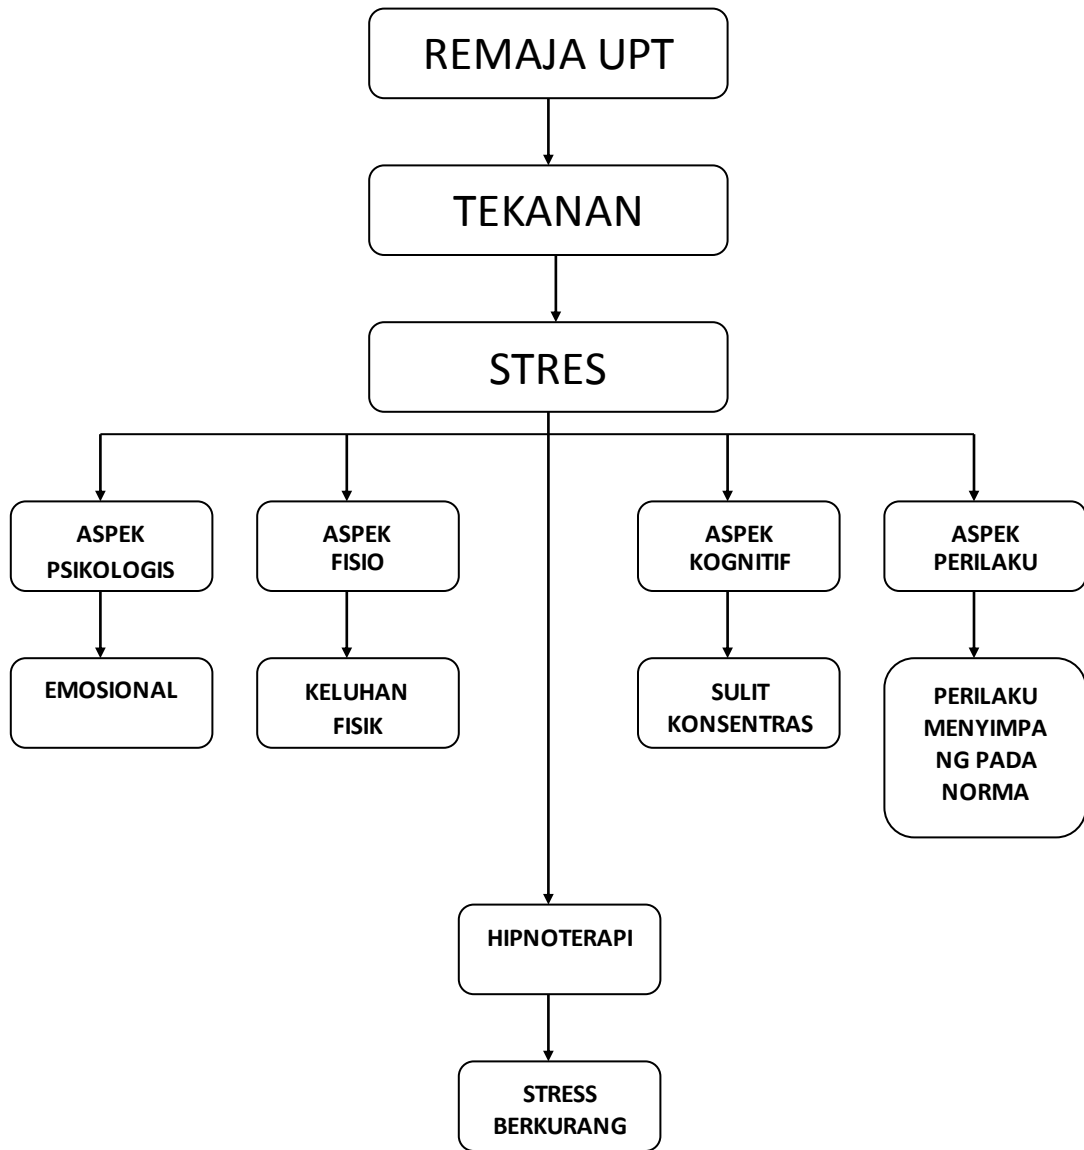 REMAJA UPT
TEKANAN
STRES
ASPEK
PSIKOLOGIS
ASPEK
FISIO
ASPEK
KOGNITIF
ASPEK
PERILAKU
EMOSIONAL
KELUHAN
FISIK
SULIT
KONSENTRAS
PERILAKU
MENYIMPA
NG PADA
NORMA
HIPNOTERAPI
STRESS
BERKURANG